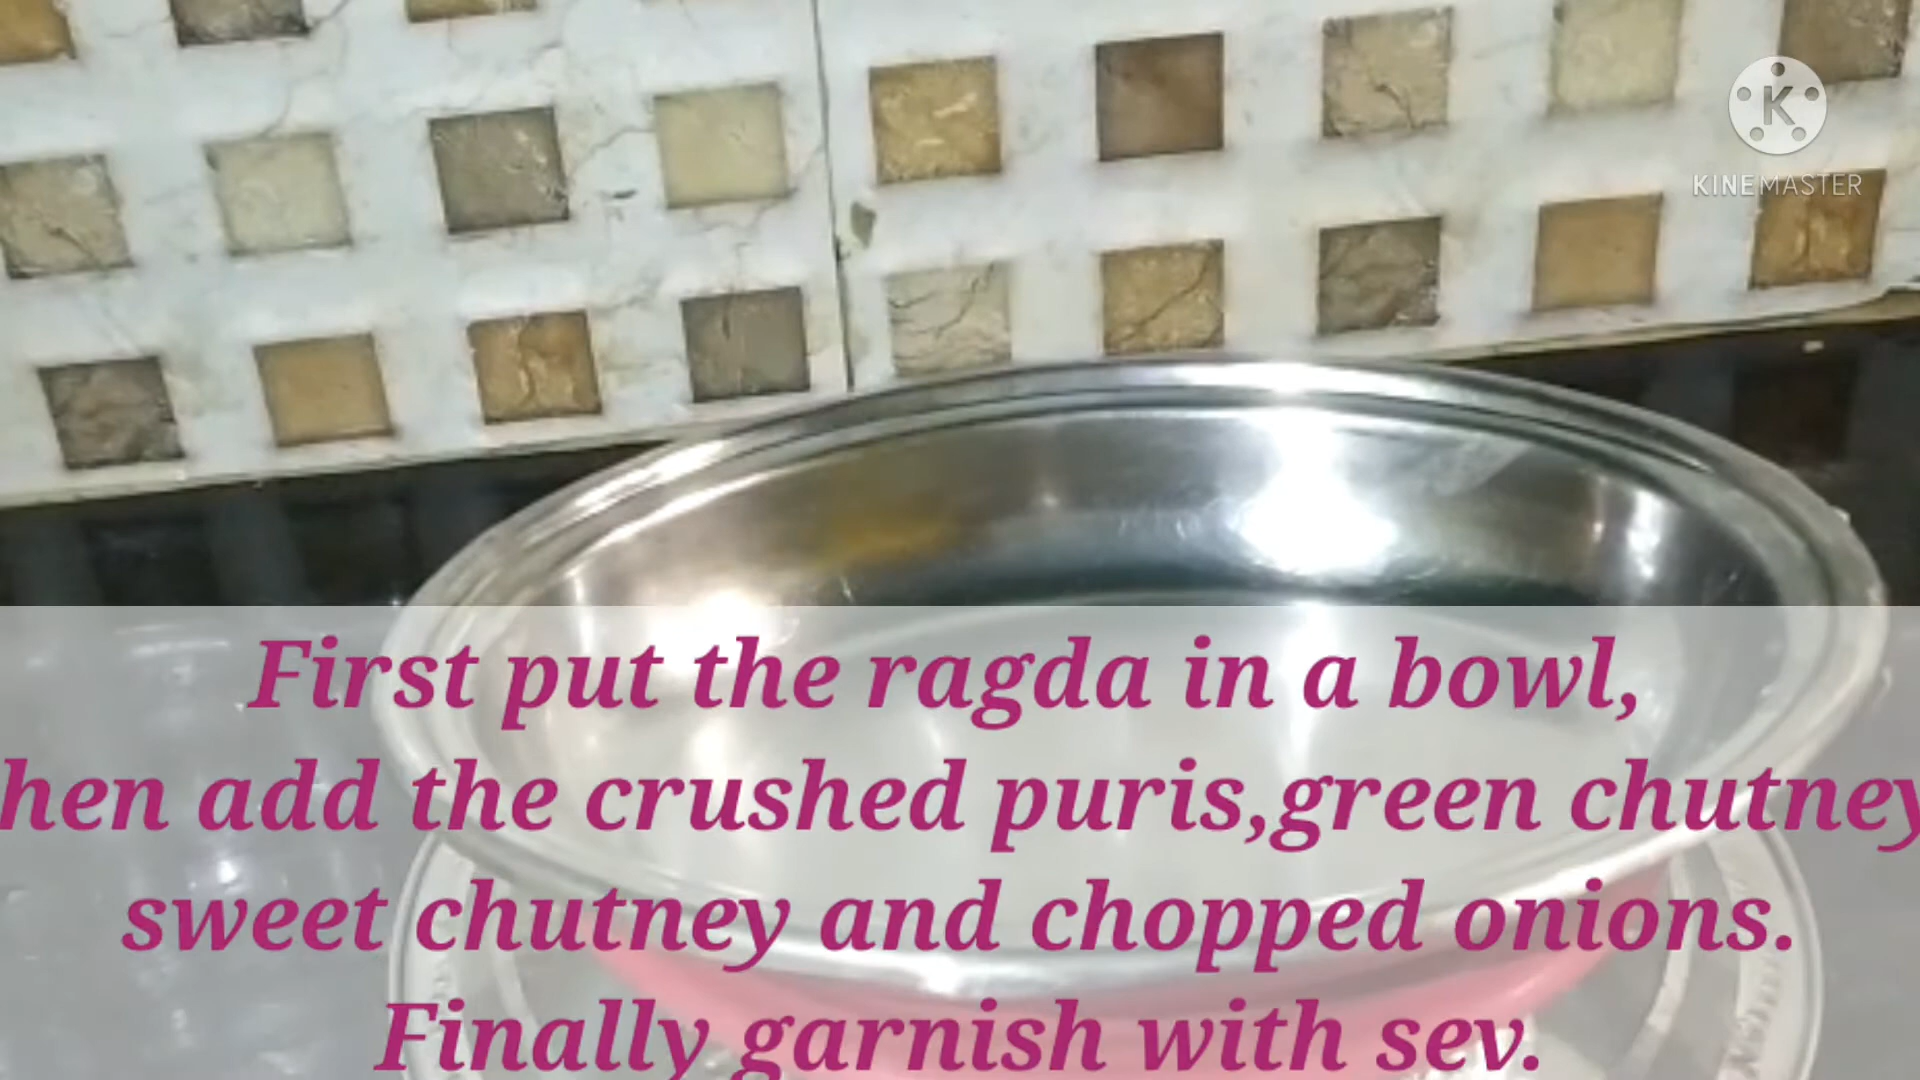 K
KINEMASTER
First put the ragda in a bowl,
hen add the crushed puris,green chutney
sweet chutney and chopped onions.
Finally garnish with sev.